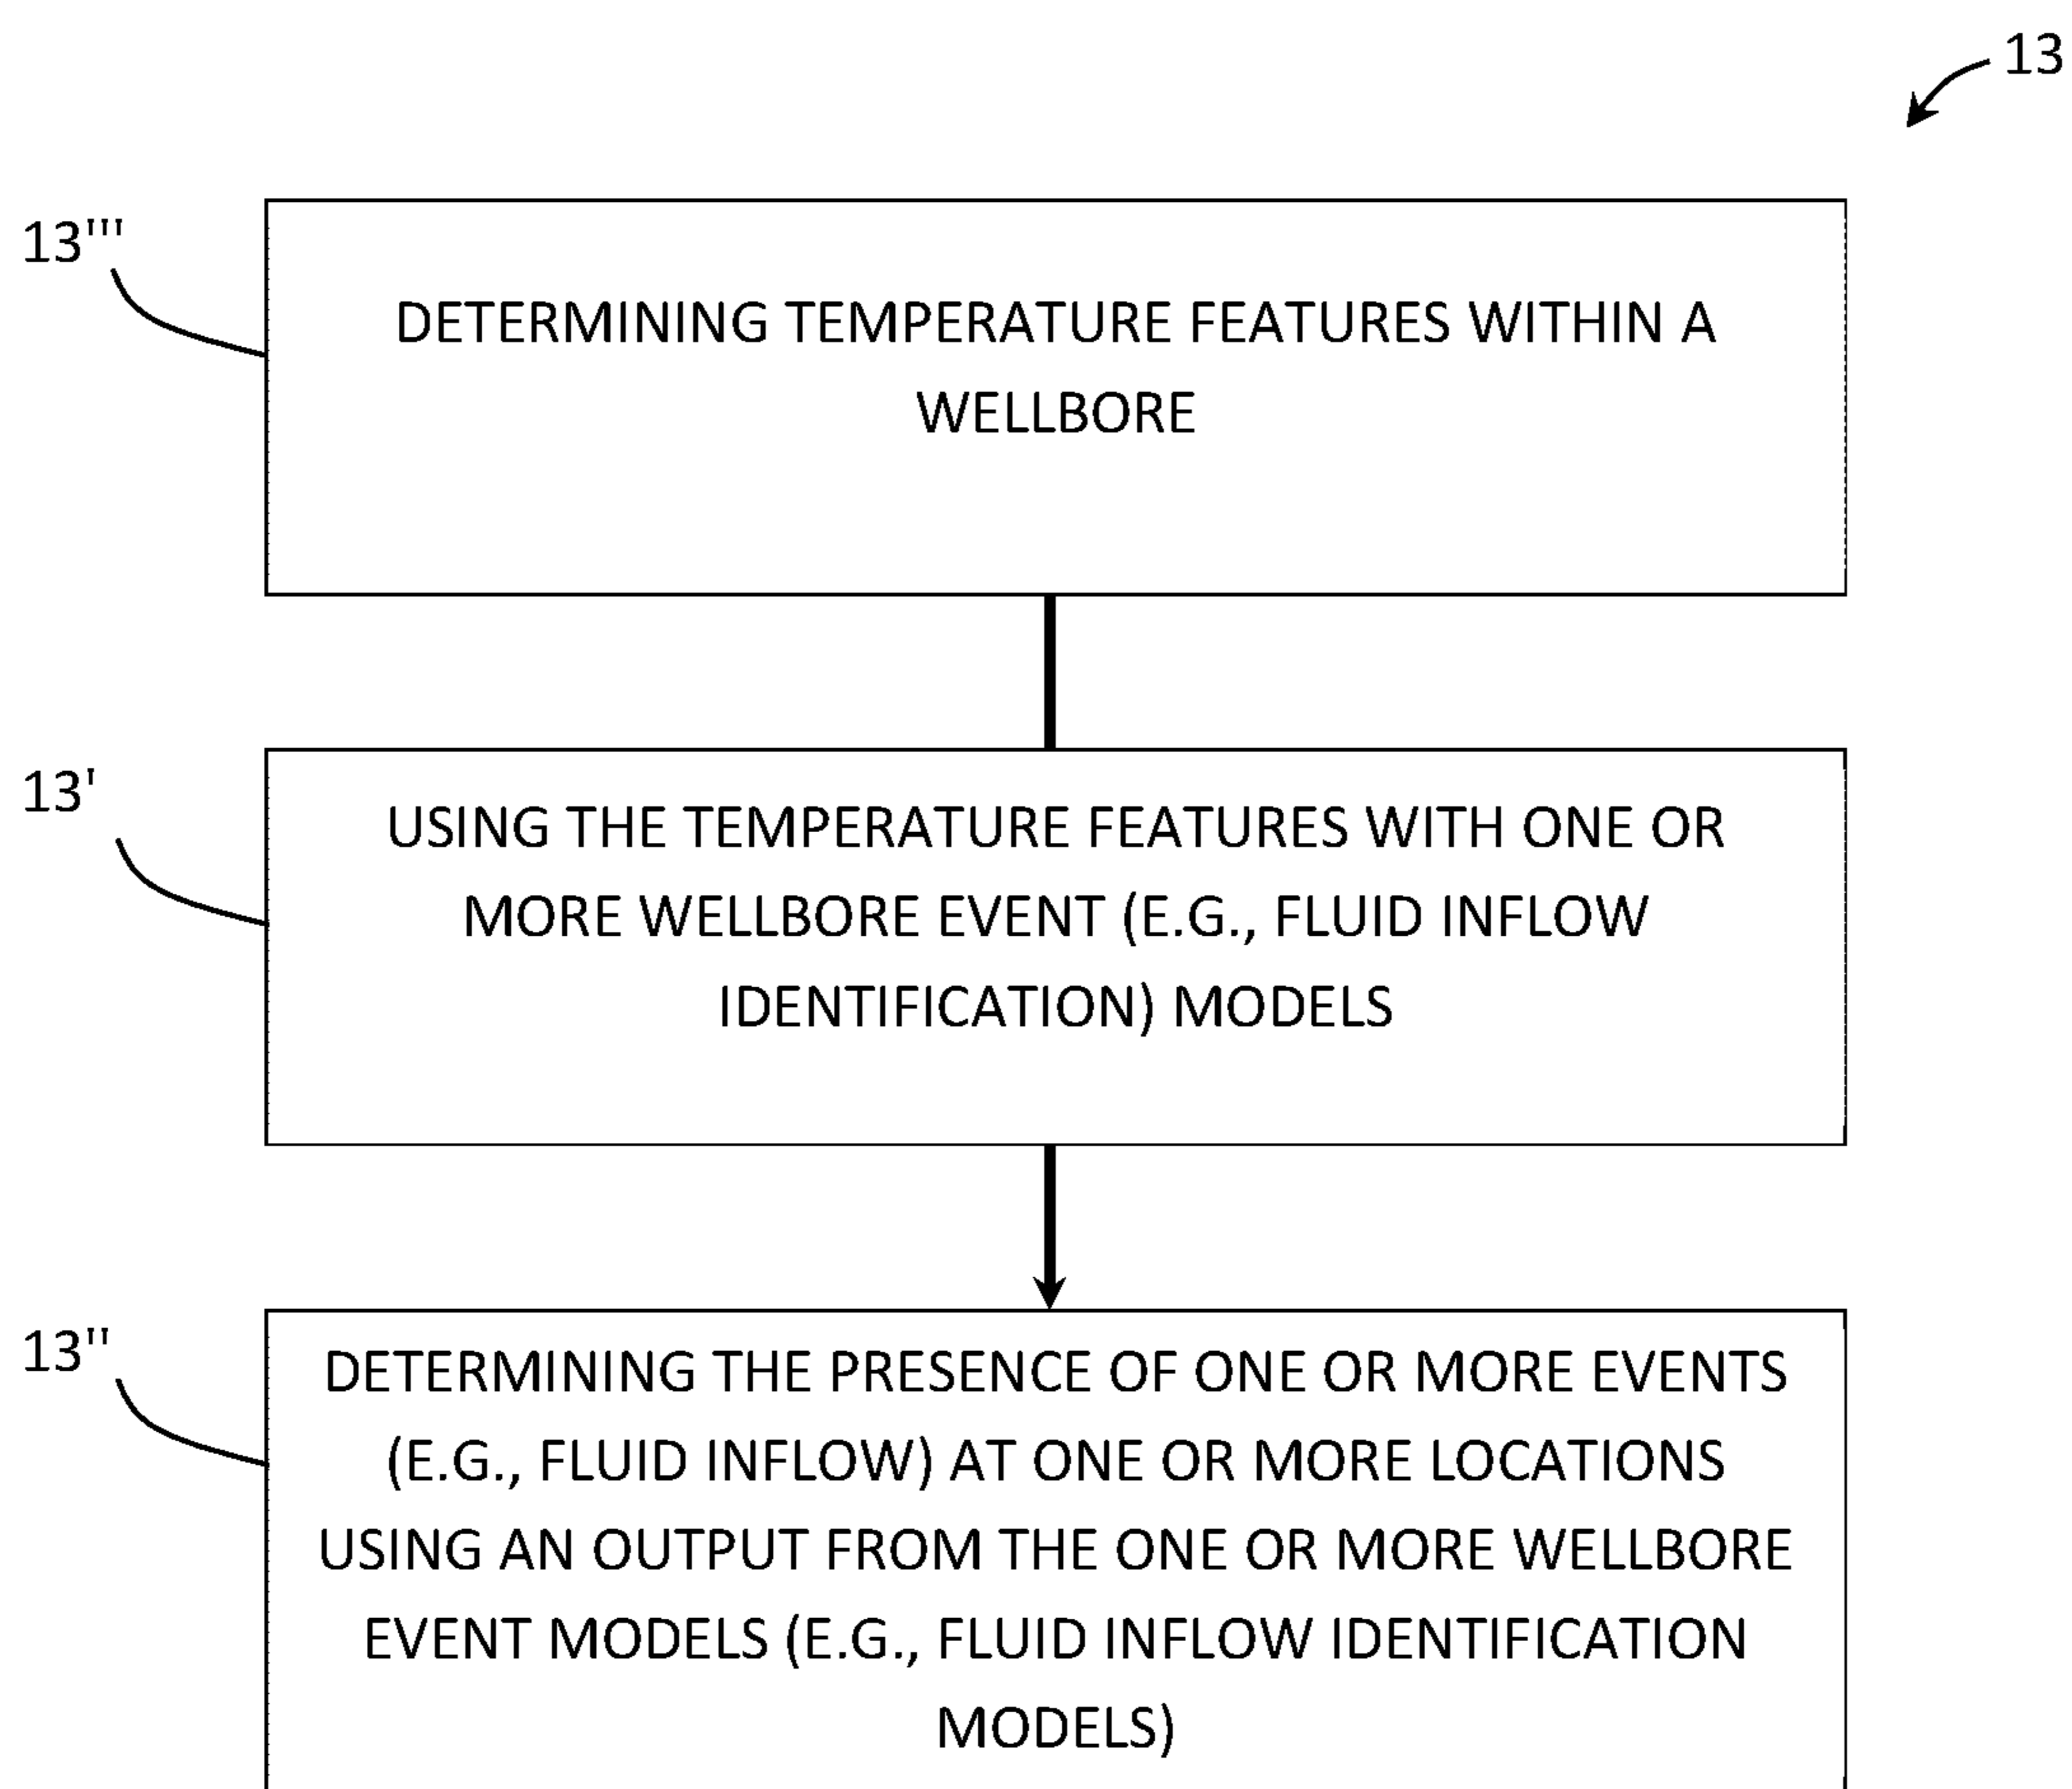 13
13'''
DETERMINING TEMPERATURE FEATURES WITHIN A
WELLBORE
13'
USING THE TEMPERATURE FEATURES WITH ONE OR
MORE WELLBORE EVENT (E.G., FLUID INFLOW
IDENTIFICATION) MODELS
13''
DETERMINING THE PRESENCE OF ONE OR MORE EVENTS
(E.G., FLUID INFLOW) AT ONE OR MORE LOCATIONS
USING AN OUTPUT FROM THE ONE OR MORE WELLBORE
EVENT MODELS (E.G., FLUID INFLOW IDENTIFICATION
MODELS)